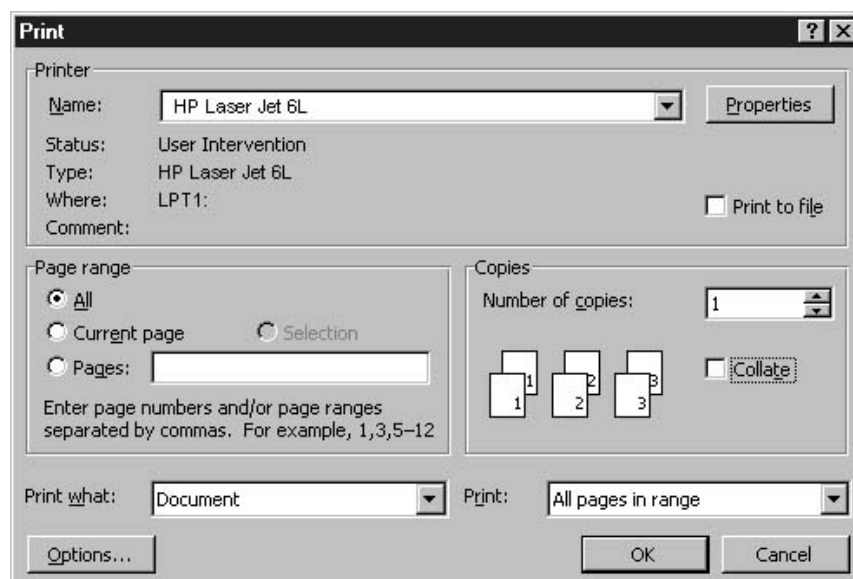 Print
Printer
Name: HP Laser Jet 6L Properties
Status: User Intervention
Type: HP Laser Jet 6L
Where: LPT1: Print to file
Comment:
Page range
All
Current page Selection
Pages:
Enter page numbers and/or page ranges
separated by commas. For example, 1,3,5–12
Copies
Number of copies: 1
1 2 3
1 2 3
Collate
Print what: Document Print: All pages in range
Options... OK Cancel